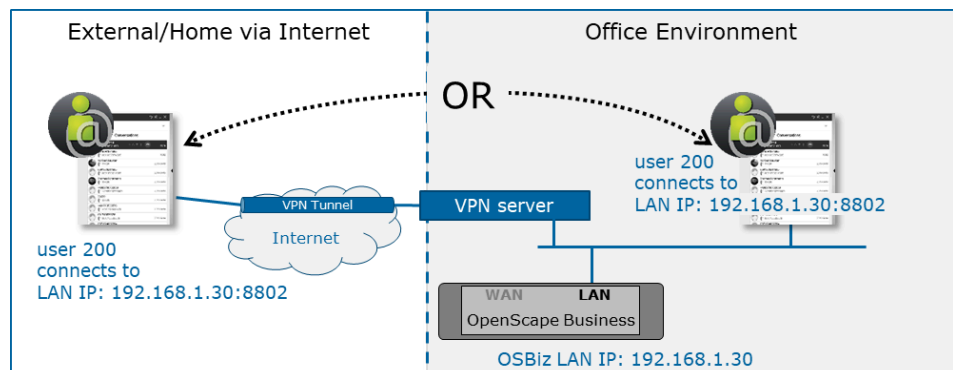 External/Home via Internet
Office Environment
OR
user 200
connects to
LAN IP: 192.168.1.30:8802
VPN Tunnel
VPN server
Internet
user 200
connects to
LAN IP: 192.168.1.30:8802
WAN LAN
OpenScape Business
OSBiz LAN IP: 192.168.1.30